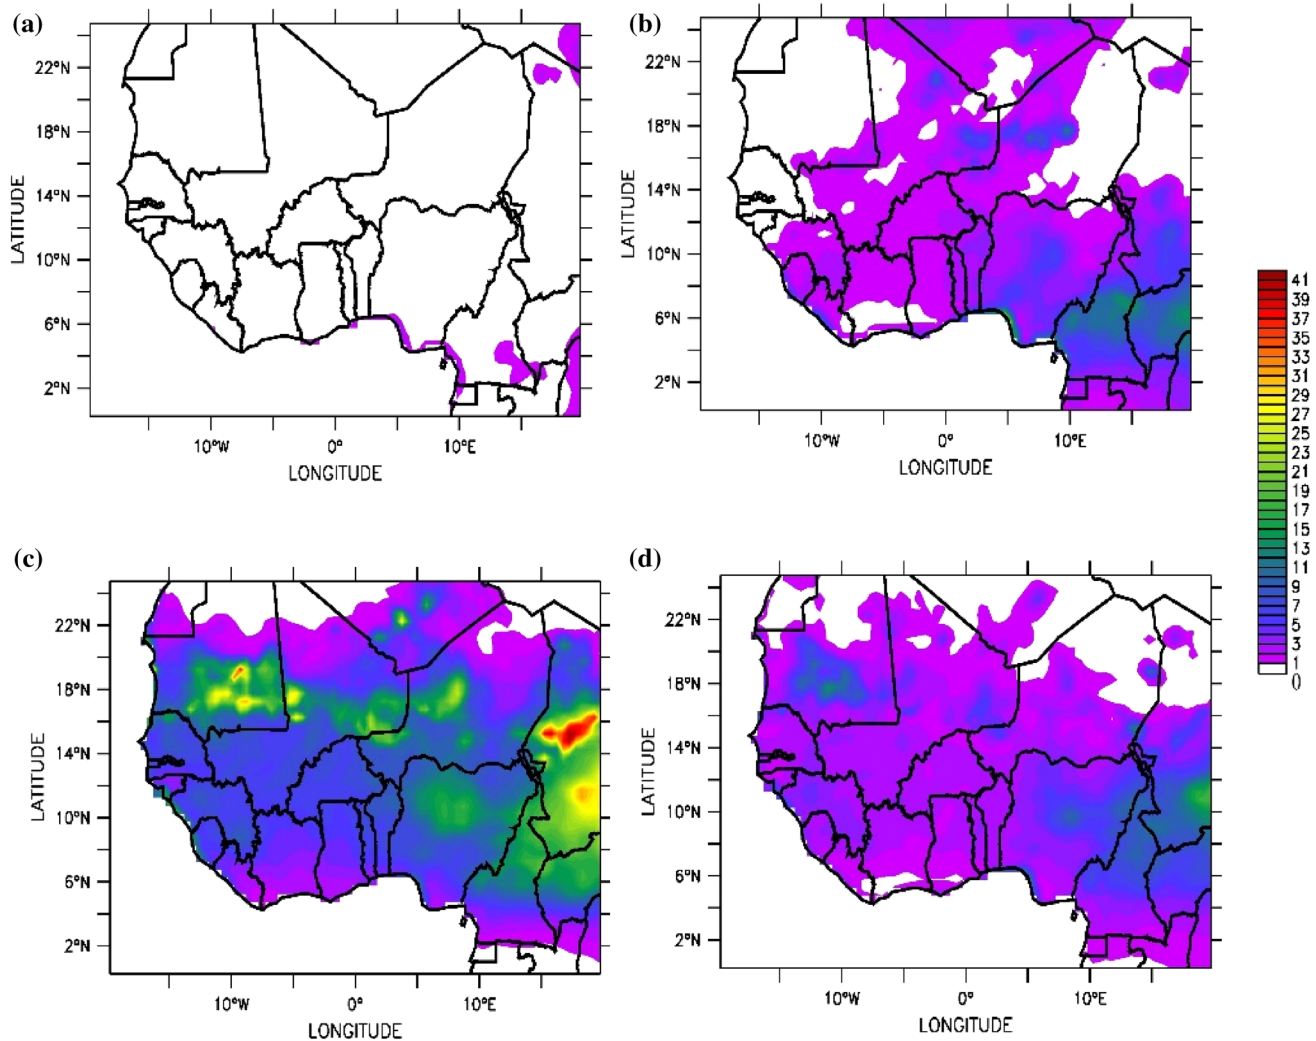 (a)
22°N
18°N
14°N
10°N
6°N
2°N
LATITUDE
10°W
0°
10°E
LONGITUDE
(b)
22°N
18°N
14°N
10°N
6°N
2°N
LATITUDE
10°W
0°
10°E
LONGITUDE
41
39
37
35
33
31
29
27
25
23
21
19
17
15
13
11
9
7
5
3
1
0
(c)
22°N
18°N
14°N
10°N
6°N
2°N
LATITUDE
10°W
0°
10°E
LONGITUDE
(d)
22°N
18°N
14°N
10°N
6°N
2°N
LATITUDE
10°W
0°
10°E
LONGITUDE